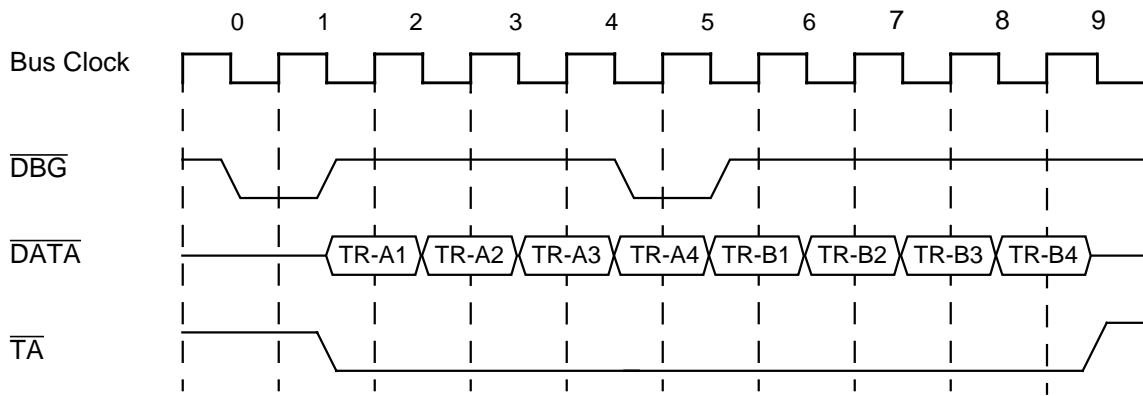 0 1 2 3 4 5 6 7 8 9
Bus Clock
DBG
DATA
TR-A1 TR-A2 TR-A3 TR-A4 TR-B1 TR-B2 TR-B3 TR-B4
TA